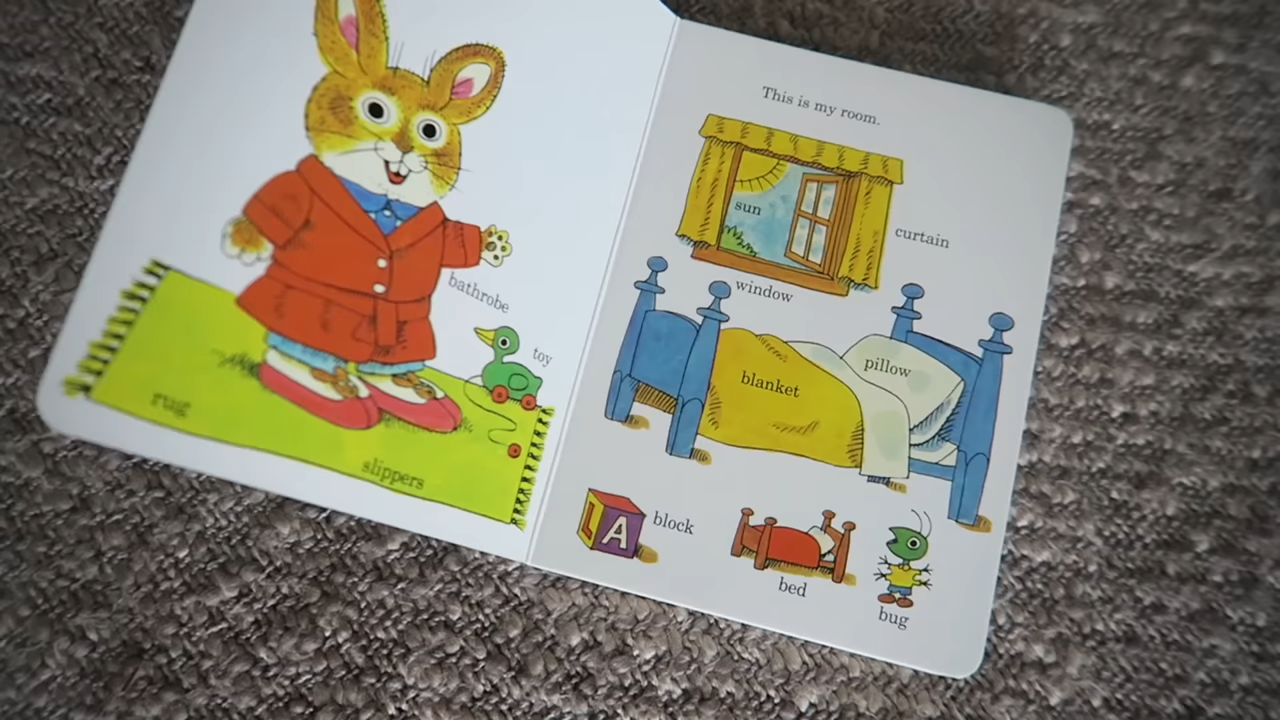 bathrobe
toy
rug
slippers
This is my room.
sun
curtain
window
pillow
blanket
A
block
bed
bug